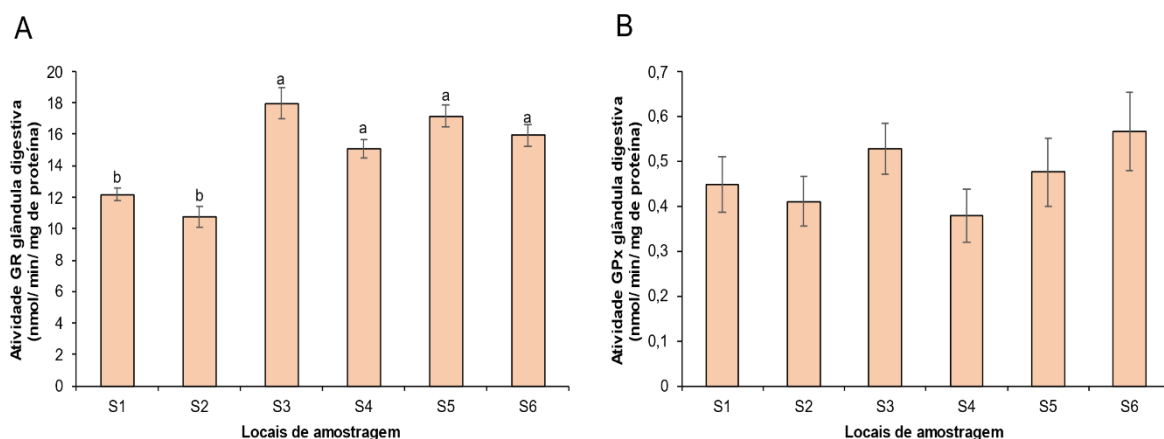 A
Atividade GR glândula digestiva
(nmol/ min/ mg de proteína)
20
18
16
14
12
10
8
6
4
2
0
b
b
a
a
a
a
S1
S2
S3
S4
S5
S6
Locais de amostragem
B
Atividade GPx glândula digestiva
(nmol/ min/ mg de proteína)
0,7
0,6
0,5
0,4
0,3
0,2
0,1
0
S1
S2
S3
S4
S5
S6
Locais de amostragem